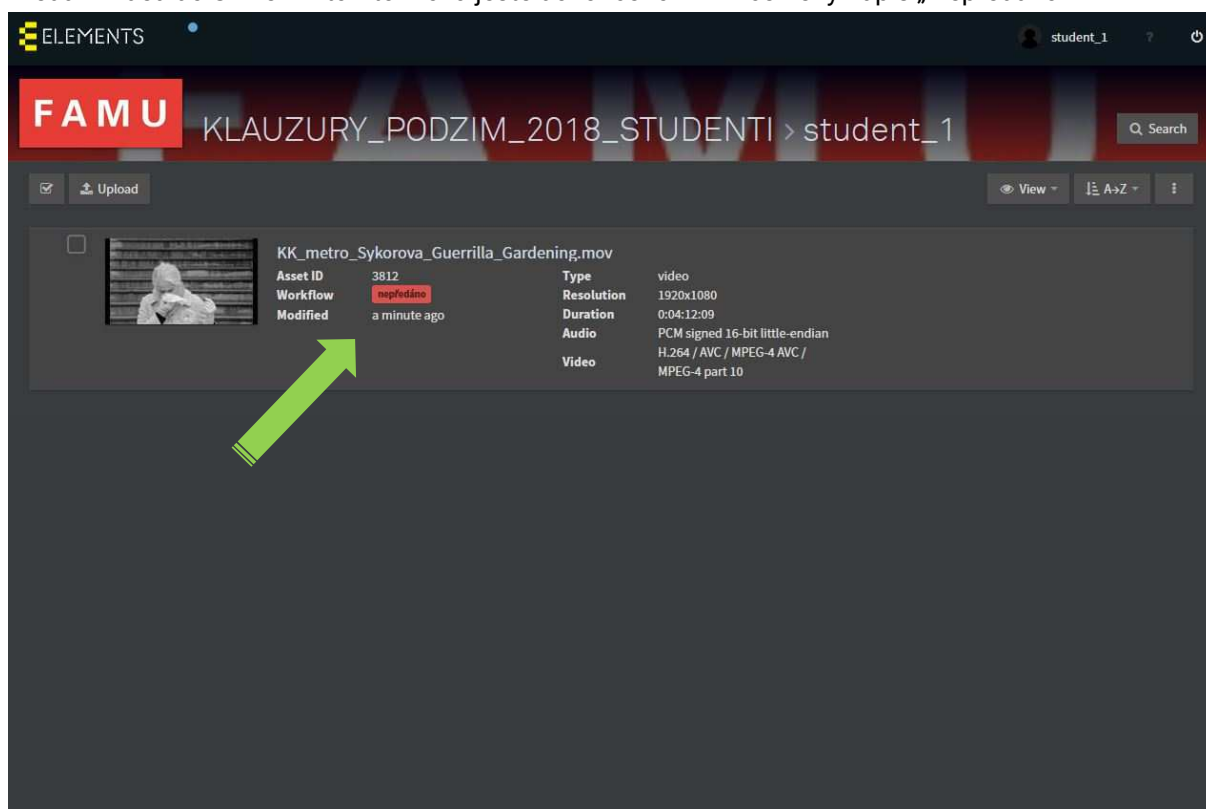 ELEMENTS
student_1 ?
FAMU
KLAUZURY_PODZIM_2018_STUDENTI > student_1
Search
Upload
View
A→Z
KK_metro_Sykorova_Guerrilla_Gardening.mov
Asset ID 3812
Workflow nepředáno
Modified a minute ago
Type video
Resolution 1920x1080
Duration 0:04:12:09
Audio PCM signed 16-bit little-endian
Video H.264 / AVC / MPEG-4 AVC /
MPEG-4 part 10